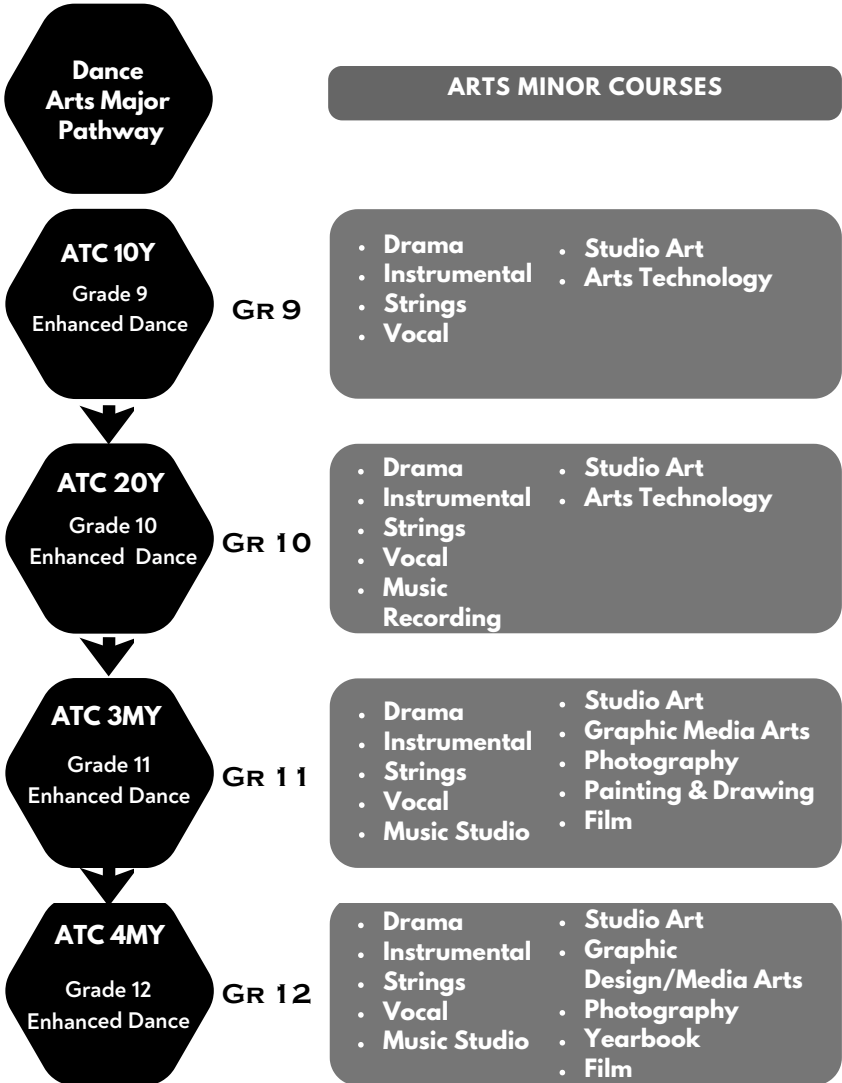 Dance
Arts Major
Pathway
ARTS MINOR COURSES
ATC 10Y
Grade 9
Enhanced Dance
GR 9
• Drama
• Instrumental
• Strings
• Vocal
• Studio Art
• Arts Technology
ATC 20Y
Grade 10
Enhanced Dance
GR 10
• Drama
• Instrumental
• Strings
• Vocal
• Music
Recording
• Studio Art
• Arts Technology
ATC 3MY
Grade 11
Enhanced Dance
GR 11
• Drama
• Instrumental
• Strings
• Vocal
• Music Studio
• Studio Art
• Graphic Media Arts
• Photography
• Painting & Drawing
• Film
ATC 4MY
Grade 12
Enhanced Dance
GR 12
• Drama
• Instrumental
• Strings
• Vocal
• Music Studio
• Studio Art
• Graphic
Design/Media Arts
• Photography
• Yearbook
• Film